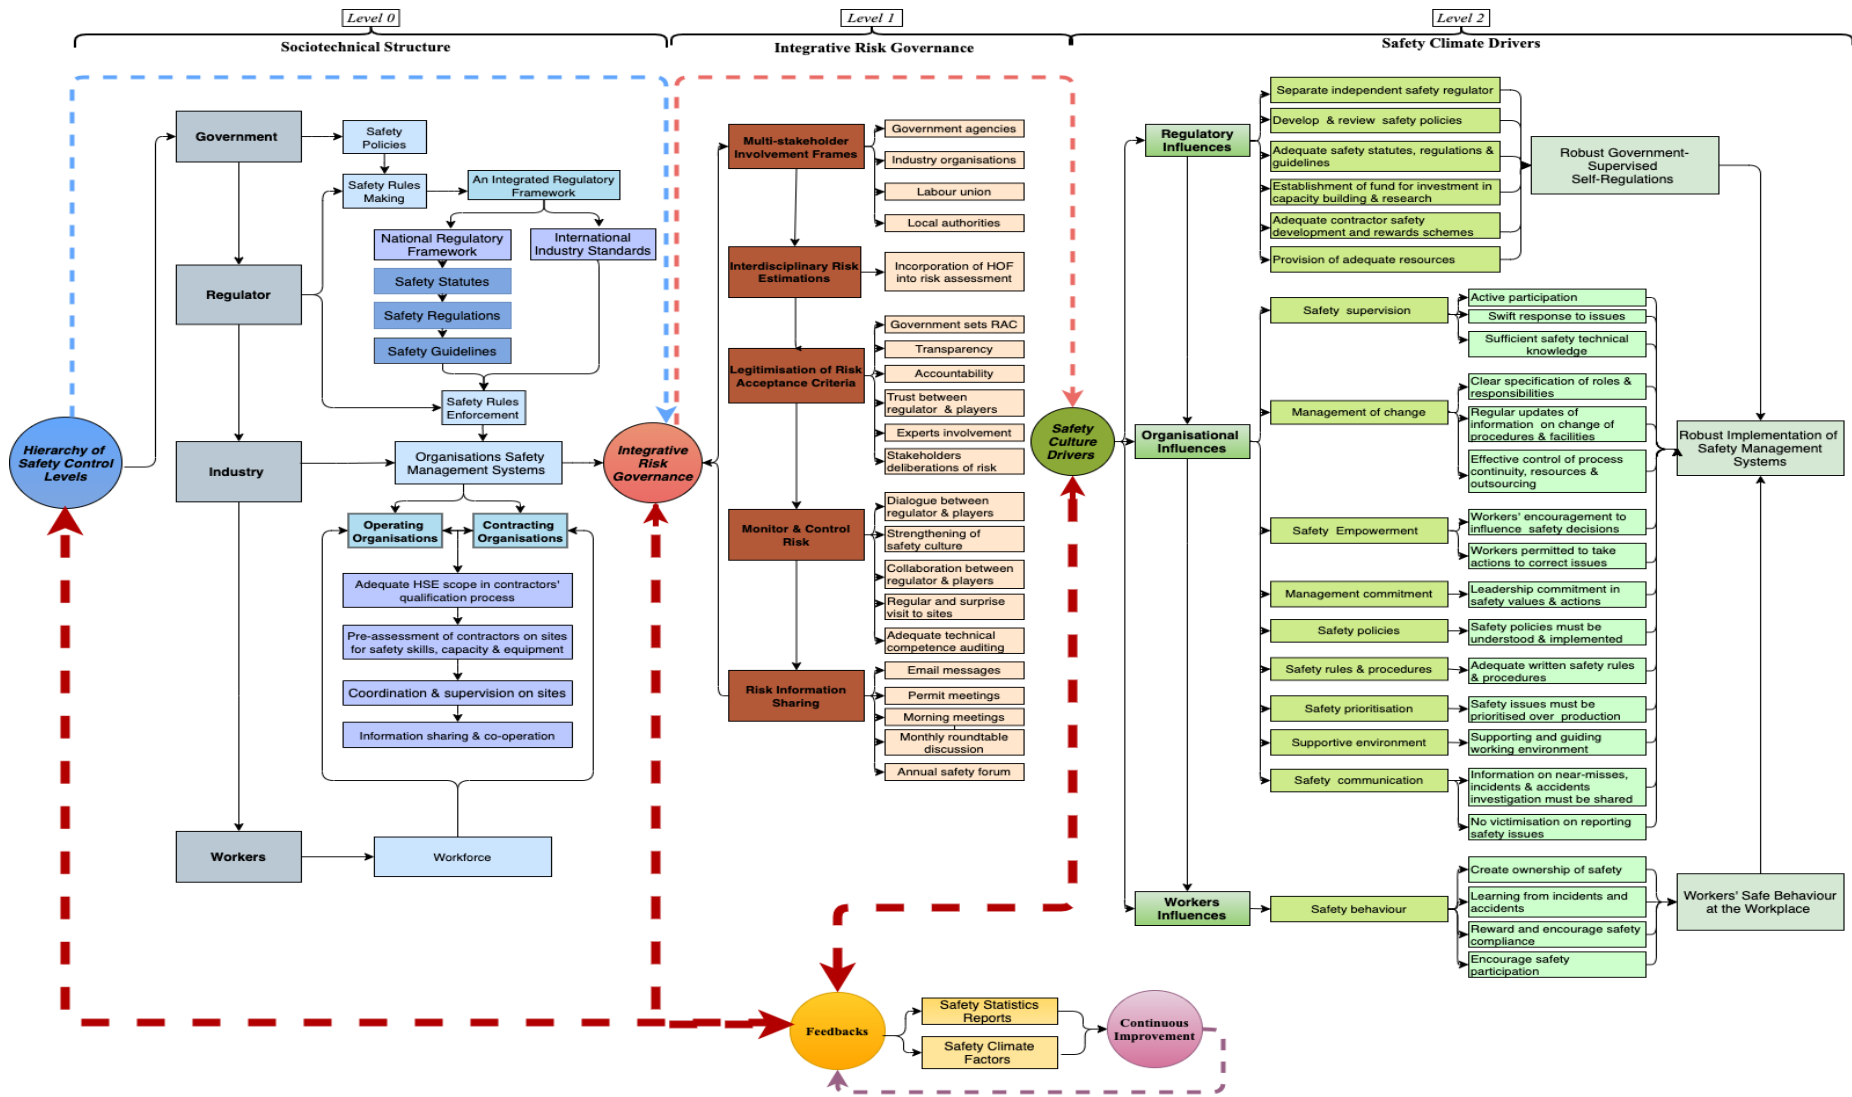 Level 0
Level 1
Level 2
Sociotechnical Structure
Integrative Risk Governance
Safety Climate Drivers
Hierarchy of
Safety Control
Levels
Government
Regulator
Industry
Workers
Safety
Policies
Safety Rules
Making
An Integrated Regulatory
Framework
National Regulatory
Framework
International
Industry Standards
Safety Statutes
Safety Regulations
Safety Guidelines
Safety Rules
Enforcement
Organisations Safety
Management Systems
Operating
Organisations
Contracting
Organisations
Adequate HSE scope in contractors'
qualification process
Pre-assessment of contractors on sites
for safety skills, capacity & equipment
Coordination & supervision on sites
Information sharing & co-operation
Workforce
Integrative
Risk
Governance
Multi-stakeholder
Involvement Frames
Government agencies
Industry organisations
Labour union
Local authorities
Interdisciplinary Risk
Estimations
Incorporation of HOF
into risk assessment
Legitimisation of Risk
Acceptance Criteria
Government sets RAC
Transparency
Accountability
Trust between
regulator & players
Experts involvement
Stakeholders
deliberations of risk
Monitor & Control
Risk
Dialogue between
regulator & players
Strengthening of
safety culture
Collaboration between
regulator & players
Regular and surprise
visit to sites
Adequate technical
competence auditing
Risk Information
Sharing
Email messages
Permit meetings
Morning meetings
Monthly roundtable
discussion
Annual safety forum
Safety
Culture
Drivers
Regulatory
Influences
Separate independent safety regulator
Develop & review safety policies
Adequate safety statutes, regulations &
guidelines
Establishment of fund for investment in
capacity building & research
Adequate contractor safety
development and rewards schemes
Provision of adequate resources
Robust Government-
Supervised
Self-Regulations
Organisational
Influences
Safety supervision
Active participation
Swift response to issues
Sufficient safety technical
knowledge
Management of change
Clear specification of roles &
responsibilities
Regular updates of
information on change of
procedures & facilities
Effective control of process
continuity, resources &
outsourcing
Safety Empowerment
Workers' encouragement to
influence safety decisions
Workers permitted to take
actions to correct issues
Management commitment
Leadership commitment in
safety values & actions
Safety policies
Safety policies must be
understood & implemented
Safety rules & procedures
Adequate written safety rules
& procedures
Safety prioritisation
Safety issues must be
prioritised over production
Supportive environment
Supporting and guiding
working environment
Safety communication
Information on near-misses,
incidents & accidents
investigation must be shared
No victimisation on reporting
safety issues
Robust Implementation of
Safety Management
Systems
Workers
Influences
Safety behaviour
Create ownership of safety
Learning from incidents and
accidents
Reward and encourage safety
compliance
Encourage safety
participation
Workers' Safe Behaviour
at the Workplace
Feedbacks
Safety Statistics
Reports
Safety Climate
Factors
Continuous
Improvement